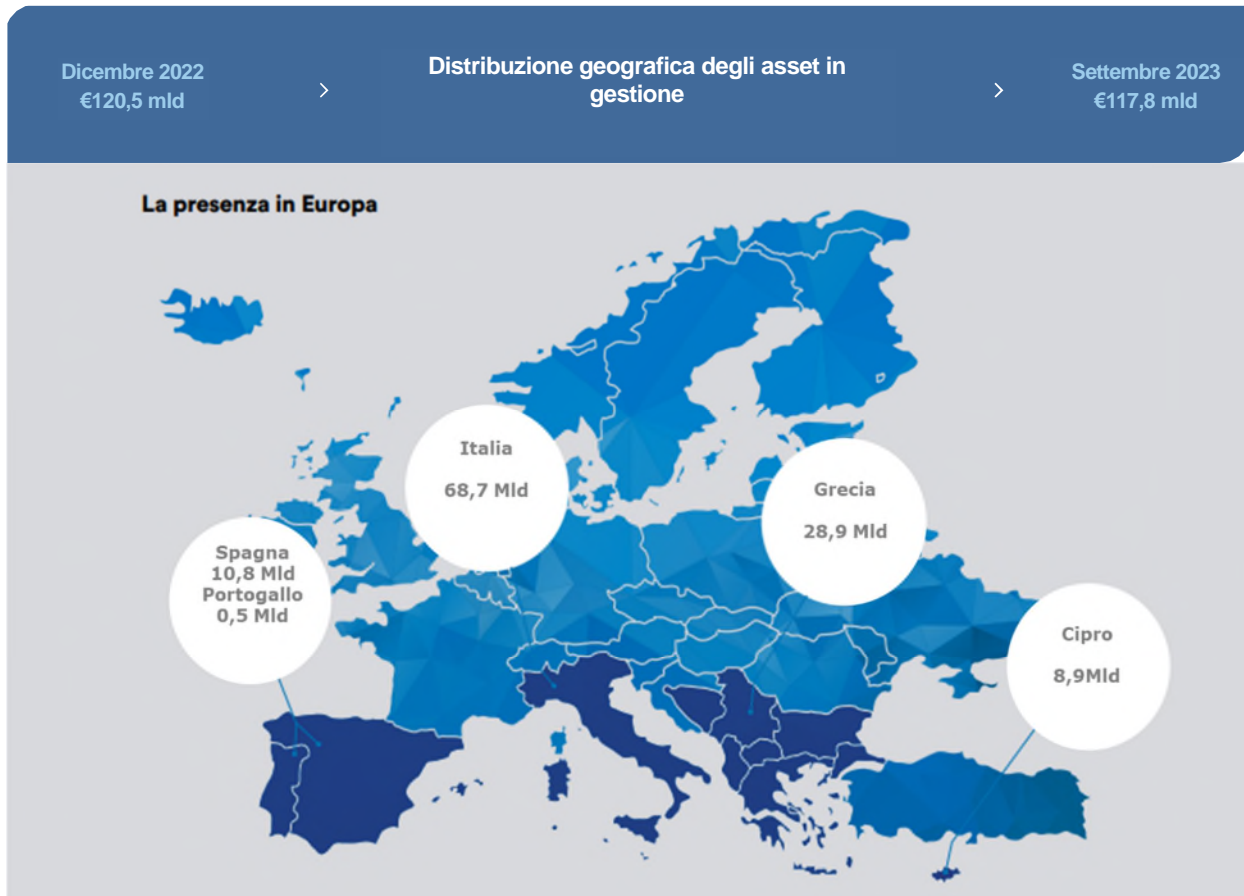 Dicembre 2022
€120,5 mld
Distribuzione geografica degli asset in
gestione
Settembre 2023
€117,8 mld
La presenza in Europa
Italia
68,7 Mld
Grecia
28,9 Mld
Spagna
10,8 Mld
Portogallo
0,5 Mld
Cipro
8,9Mld